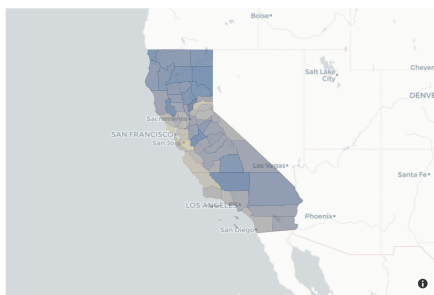 Boise
Salt Lake
City
Cheyen
DENVE
Sacramento
SAN FRANCISCO
San Jose
Las Vegas
Santa Fe
LOS ANGELES
Phoenix
San Diego